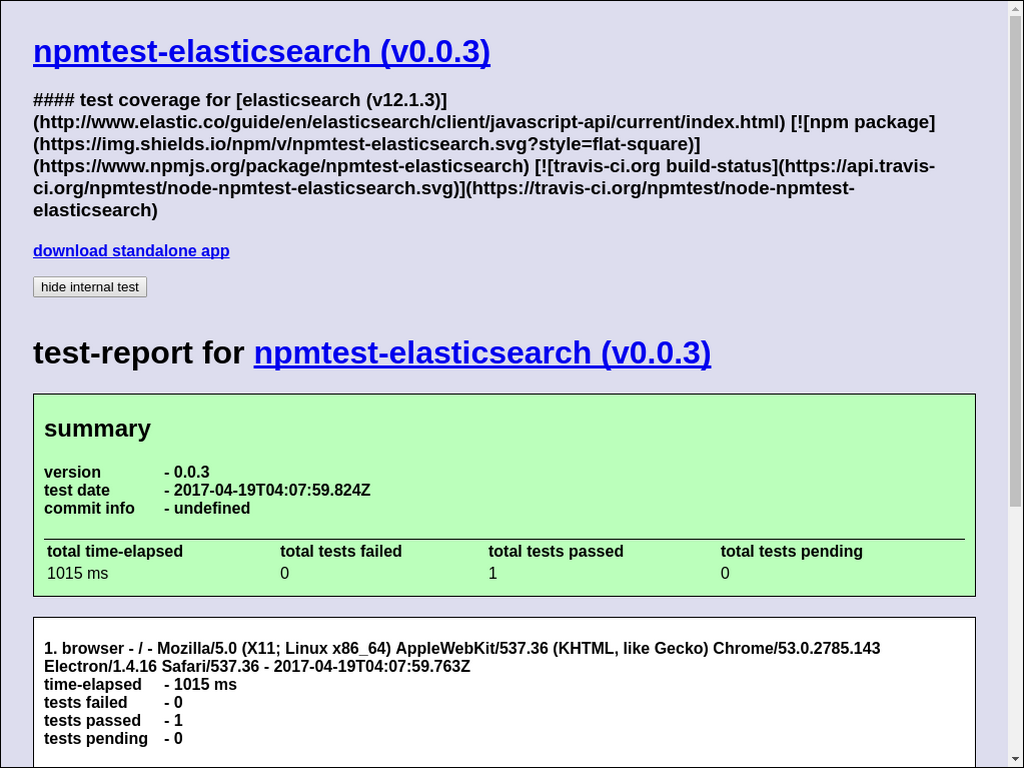 npmtest-elasticsearch (v0.0.3)
#### test coverage for [elasticsearch (v12.1.3)]
(http://www.elastic.co/guide/en/elasticsearch/client/javascript-api/current/index.html) [![npm package]
(https://img.shields.io/npm/v/npmtest-elasticsearch.svg?style=flat-square)]
(https://www.npmjs.org/package/npmtest-elasticsearch) [![travis-ci.org build-status](https://api.travis-
ci.org/npmtest/node-npmtest-elasticsearch.svg)](https://travis-ci.org/npmtest/node-npmtest-
elasticsearch)
download standalone app
hide internal test
test-report for npmtest-elasticsearch (v0.0.3)
summary
version - 0.0.3
test date - 2017-04-19T04:07:59.824Z
commit info - undefined
total time-elapsed total tests failed total tests passed total tests pending
1015 ms 0 1 0
1. browser - / - Mozilla/5.0 (X11; Linux x86_64) AppleWebKit/537.36 (KHTML, like Gecko) Chrome/53.0.2785.143
Electron/1.4.16 Safari/537.36 - 2017-04-19T04:07:59.763Z
time-elapsed - 1015 ms
tests failed - 0
tests passed - 1
tests pending - 0